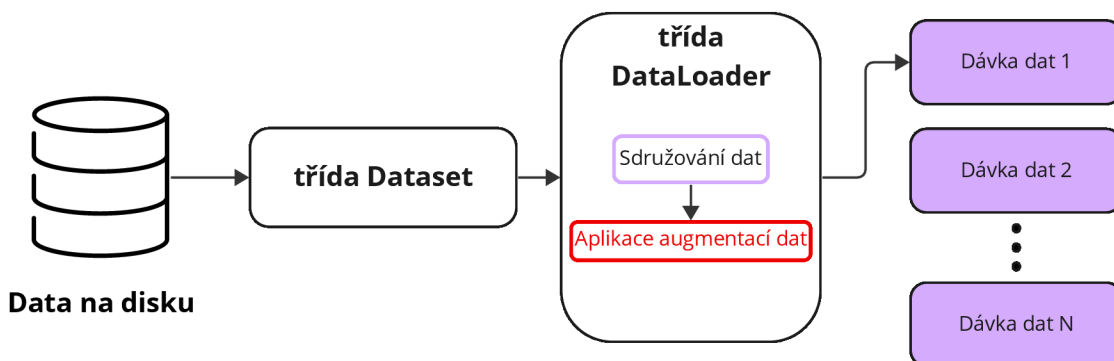 Data na disku
třída Dataset
třída
DataLoader
Sdružování dat
Aplikace augmentací dat
Dávka dat 1
Dávka dat 2
Dávka dat N